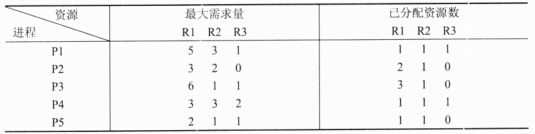 资源 最大需求量 已分配资源数
进程 R1 R2 R3 R1 R2 R3
P1 5 3 1 1 1 1
P2 3 2 0 2 1 0
P3 6 1 1 3 1 0
P4 3 3 2 1 1 1
P5 2 1 1 1 1 0